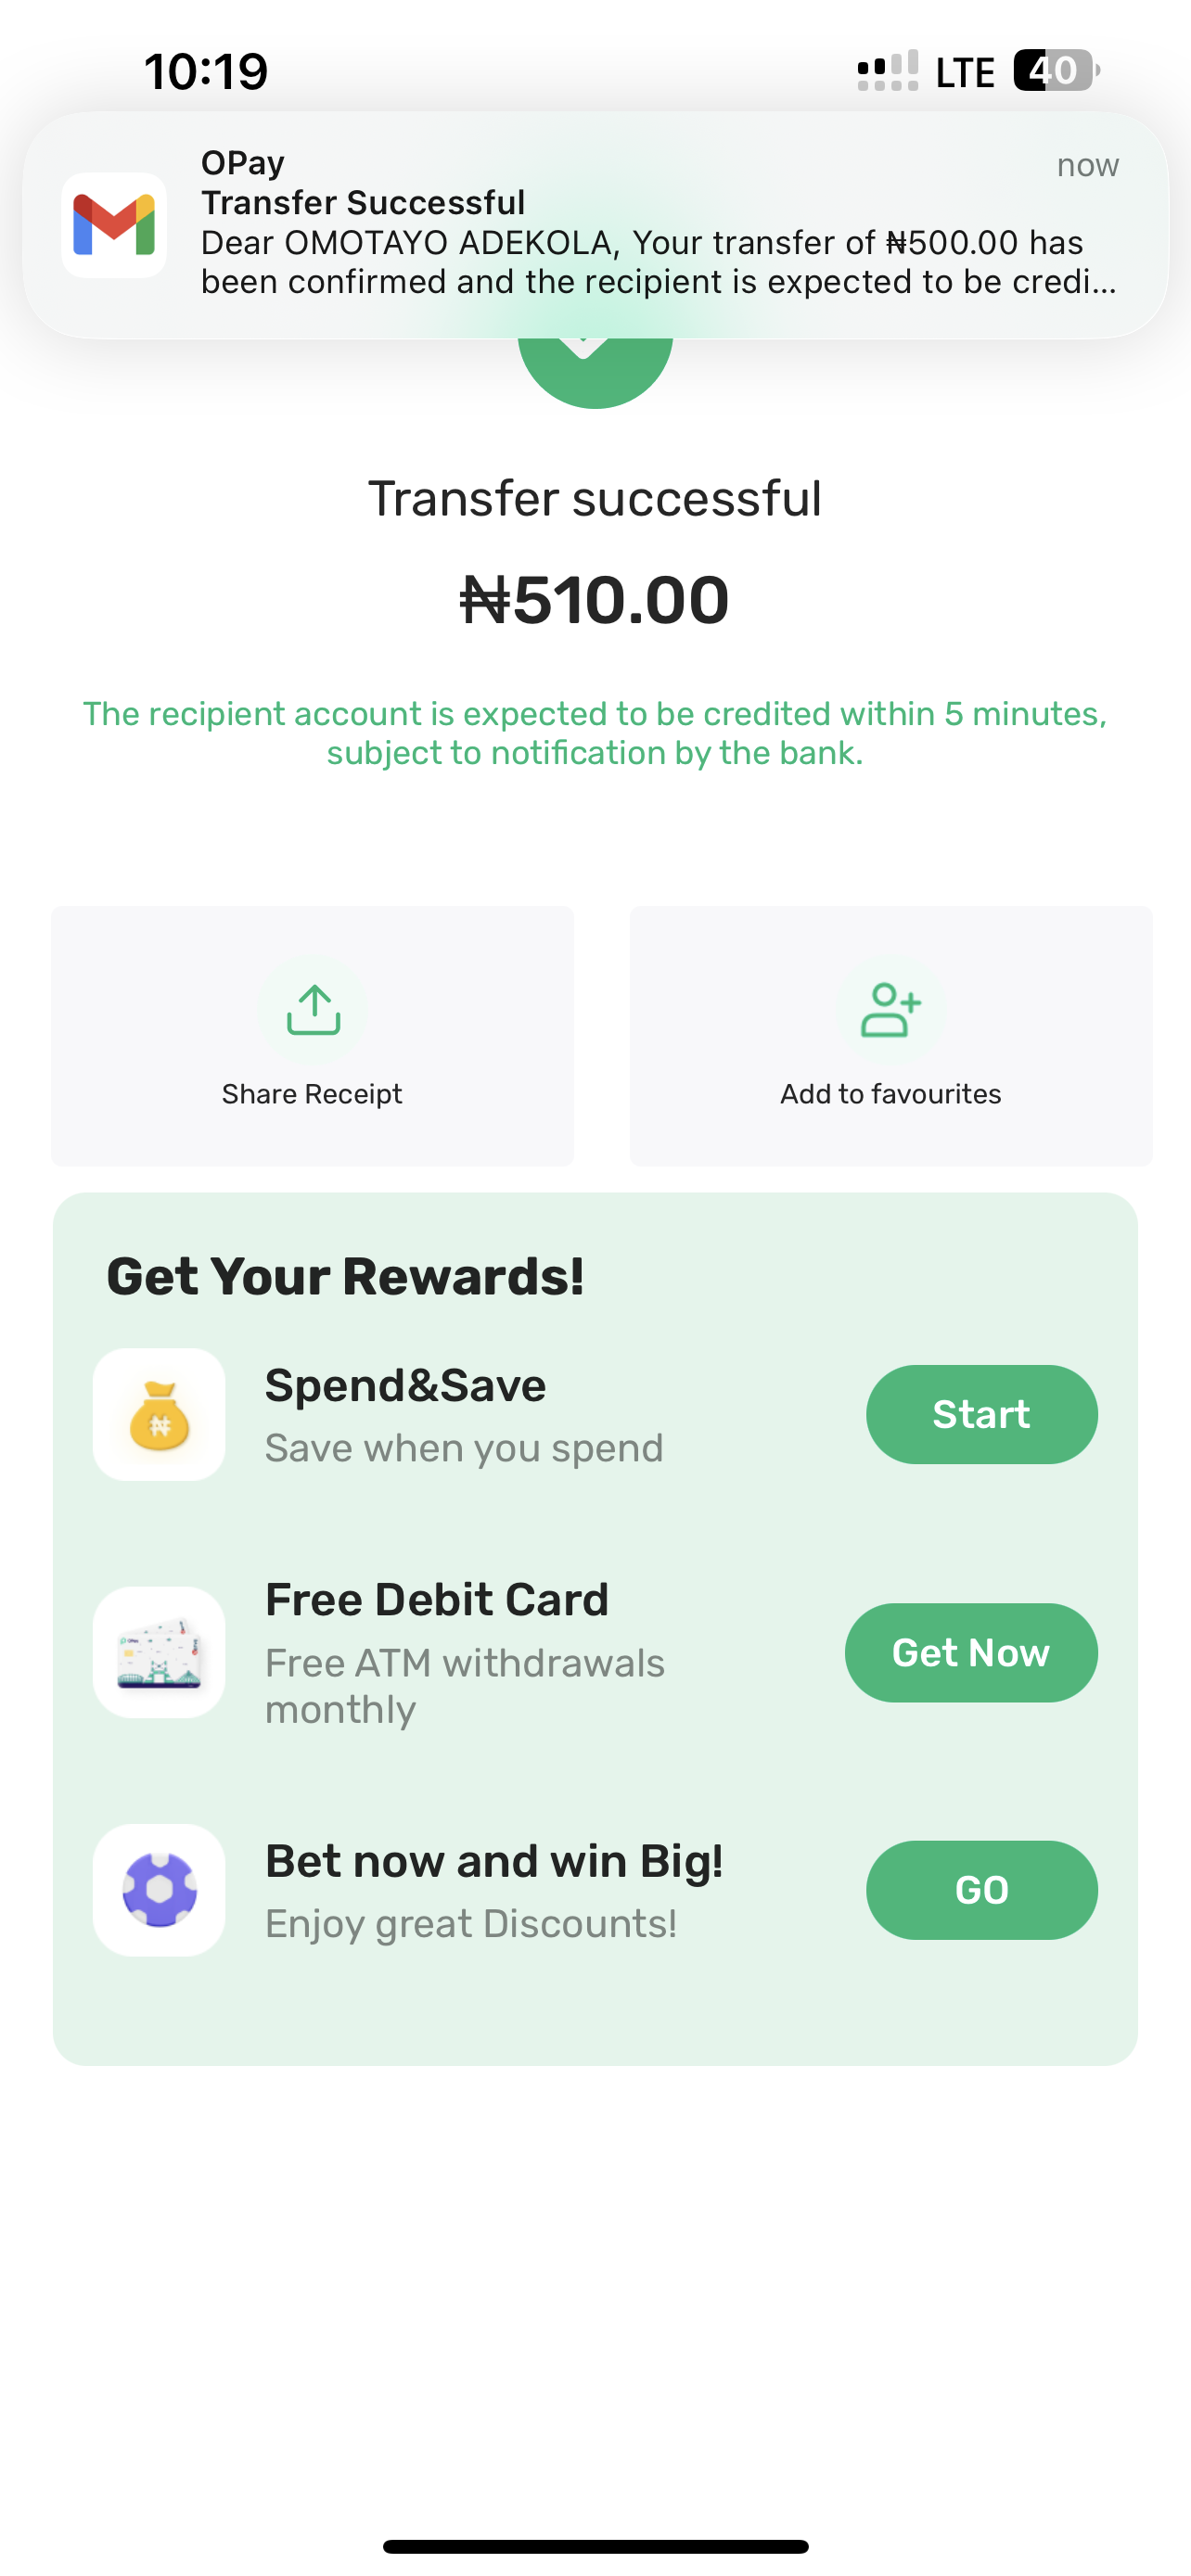 10:19
LTE
40
OPay
now
Transfer Successful
Dear OMOTAYO ADEKOLA, Your transfer of ₦500.00 has
been confirmed and the recipient is expected to be credi...
Transfer successful
₦510.00
The recipient account is expected to be credited within 5 minutes,
subject to notification by the bank.
Share Receipt
Add to favourites
Get Your Rewards!
Spend&Save
Save when you spend
Start
Free Debit Card
Free ATM withdrawals
monthly
Get Now
Bet now and win Big!
Enjoy great Discounts!
GO